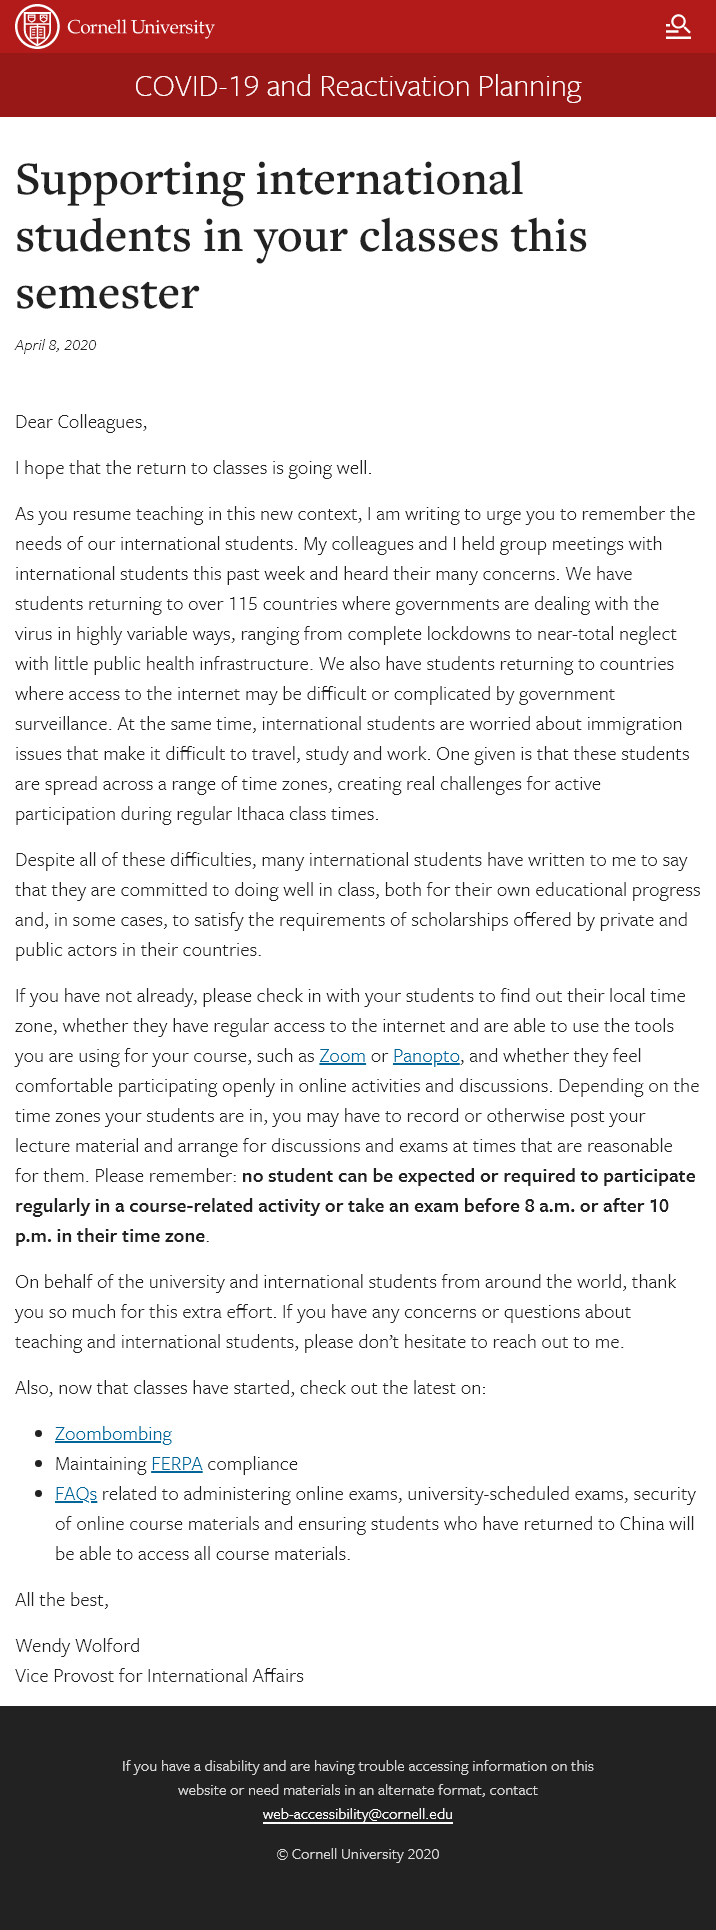 Cornell University
COVID-19 and Reactivation Planning
Supporting international
students in your classes this
semester
April 8, 2020
Dear Colleagues,
I hope that the return to classes is going well.
As you resume teaching in this new context, I am writing to urge you to remember the
needs of our international students. My colleagues and I held group meetings with
international students this past week and heard their many concerns. We have
students returning to over 115 countries where governments are dealing with the
virus in highly variable ways, ranging from complete lockdowns to near-total neglect
with little public health infrastructure. We also have students returning to countries
where access to the internet may be difficult or complicated by government
surveillance. At the same time, international students are worried about immigration
issues that make it difficult to travel, study and work. One given is that these students
are spread across a range of time zones, creating real challenges for active
participation during regular Ithaca class times.
Despite all of these difficulties, many international students have written to me to say
that they are committed to doing well in class, both for their own educational progress
and, in some cases, to satisfy the requirements of scholarships offered by private and
public actors in their countries.
If you have not already, please check in with your students to find out their local time
zone, whether they have regular access to the internet and are able to use the tools
you are using for your course, such as Zoom or Panopto, and whether they feel
comfortable participating openly in online activities and discussions. Depending on the
time zones your students are in, you may have to record or otherwise post your
lecture material and arrange for discussions and exams at times that are reasonable
for them. Please remember: no student can be expected or required to participate
regularly in a course-related activity or take an exam before 8 a.m. or after 10
p.m. in their time zone.
On behalf of the university and international students from around the world, thank
you so much for this extra effort. If you have any concerns or questions about
teaching and international students, please don’t hesitate to reach out to me.
Also, now that classes have started, check out the latest on:
• Zoombombing
• Maintaining FERPA compliance
• FAQs related to administering online exams, university-scheduled exams, security
of online course materials and ensuring students who have returned to China will
be able to access all course materials.
All the best,
Wendy Wolford
Vice Provost for International Affairs
If you have a disability and are having trouble accessing information on this
website or need materials in an alternate format, contact
web-accessibility@cornell.edu
© Cornell University 2020